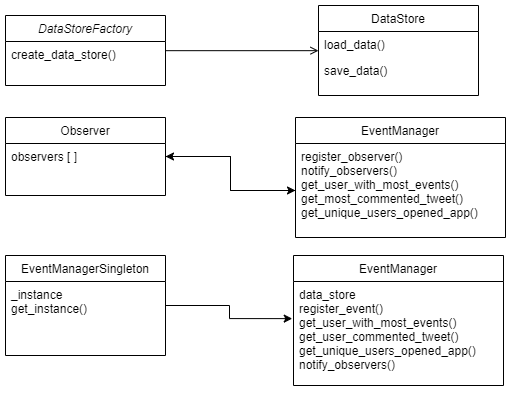 DataStoreFactory
create_data_store()
DataStore
load_data()
save_data()
Observer
observers [ ]
EventManager
register_observer()
notify_observers()
get_user_with_most_events()
get_most_commented_tweet()
get_unique_users_opened_app()
EventManagerSingleton
_instance
get_instance()
EventManager
data_store
register_event()
get_user_with_most_events()
get_user_commented_tweet()
get_unique_users_opened_app()
notify_observers()